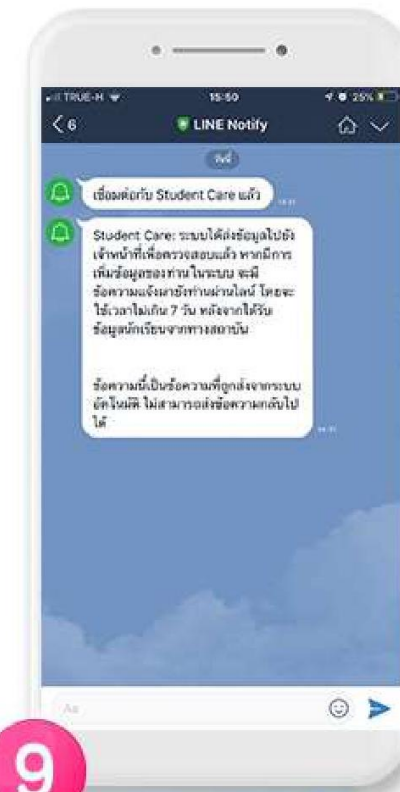 TRUE-H 15:50 25%
6 LINE Notify
วันนี้
เชื่อมต่อกับ Student Care แล้ว
Student Care: ระบบได้ส่งข้อมูลไปยัง
เจ้าหน้าที่เพื่อตรวจสอบแล้ว หากมีการ
เพิ่มข้อมูลของท่านในระบบ จะมี
ข้อความแจ้งมายังท่านผ่านไลน์ โดยจะ
ใช้เวลาไม่เกิน 7 วัน หลังจากได้รับ
ข้อมูลนักเรียนจากทางสถาบัน
ข้อความนี้เป็นข้อความที่ถูกส่งจากระบบ
อัตโนมัติ ไม่สามารถส่งข้อความกลับไป
ได้
Aa
9